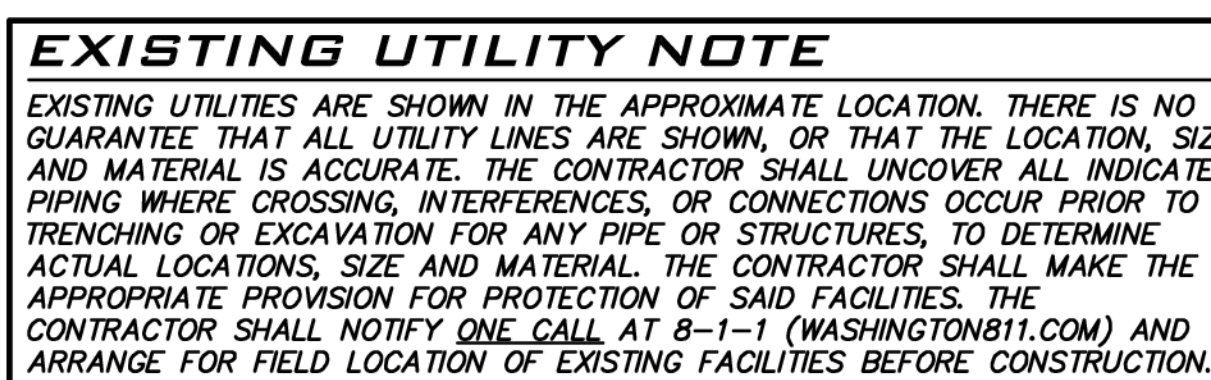 EXISTING UTILITY NOTE
EXISTING UTILITIES ARE SHOWN IN THE APPROXIMATE LOCATION. THERE IS NO
GUARANTEE THAT ALL UTILITY LINES ARE SHOWN, OR THAT THE LOCATION, SIZ
AND MATERIAL IS ACCURATE. THE CONTRACTOR SHALL UNCOVER ALL INDICATE
PIPING WHERE CROSSING, INTERFERENCES, OR CONNECTIONS OCCUR PRIOR TO
TRENCHING OR EXCAVATION FOR ANY PIPE OR STRUCTURES, TO DETERMINE
ACTUAL LOCATIONS, SIZE AND MATERIAL. THE CONTRACTOR SHALL MAKE THE
APPROPRIATE PROVISION FOR PROTECTION OF SAID FACILITIES. THE
CONTRACTOR SHALL NOTIFY ONE CALL AT 8-1-1 (WASHINGTON811.COM) AND
ARRANGE FOR FIELD LOCATION OF EXISTING FACILITIES BEFORE CONSTRUCTION.